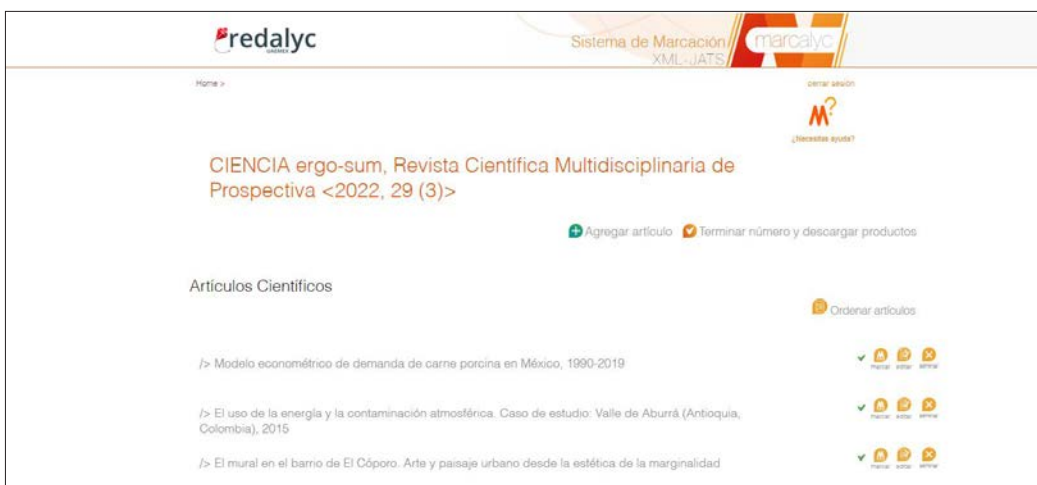 redalyc
UAEMEX
Sistema de Marcación
XML-JATS
marcalyc
Home >
cerrar sesión
M?
¿Necesitas ayuda?
CIENCIA ergo-sum, Revista Científica Multidisciplinaria de
Prospectiva <2022, 29 (3)>
Agregar artículo Terminar número y descargar productos
Artículos Científicos
Ordenar artículos
/> Modelo econométrico de demanda de carne porcina en México, 1990-2019
marcar editar eliminar
/> El uso de la energía y la contaminación atmosférica. Caso de estudio: Valle de Aburrá (Antioquia,
Colombia), 2015
marcar editar eliminar
/> El mural en el barrio de El Cóporo. Arte y paisaje urbano desde la estética de la marginalidad
marcar editar eliminar